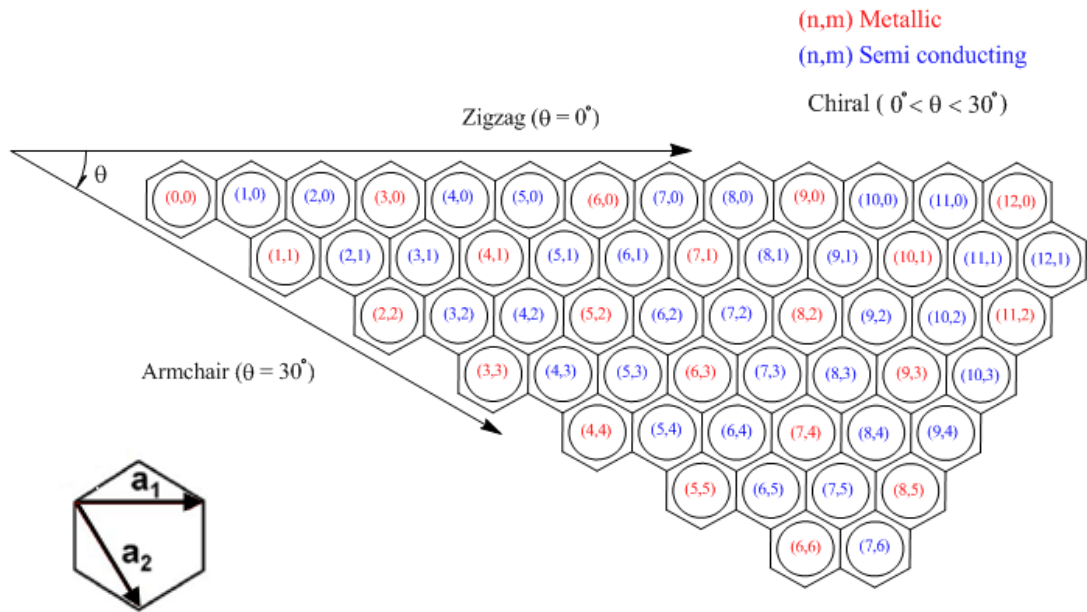 (n,m) Metallic
(n,m) Semi conducting
Zigzag (θ = 0°)
Chiral ( 0° < θ < 30°)
θ
(0,0) (1,0) (2,0) (3,0) (4,0) (5,0) (6,0) (7,0) (8,0) (9,0) (10,0) (11,0) (12,0)
(1,1) (2,1) (3,1) (4,1) (5,1) (6,1) (7,1) (8,1) (9,1) (10,1) (11,1) (12,1)
(2,2) (3,2) (4,2) (5,2) (6,2) (7,2) (8,2) (9,2) (10,2) (11,2)
Armchair (θ = 30°)
(3,3) (4,3) (5,3) (6,3) (7,3) (8,3) (9,3) (10,3)
(4,4) (5,4) (6,4) (7,4) (8,4) (9,4)
(5,5) (6,5) (7,5) (8,5)
(6,6) (7,6)
a1
a2